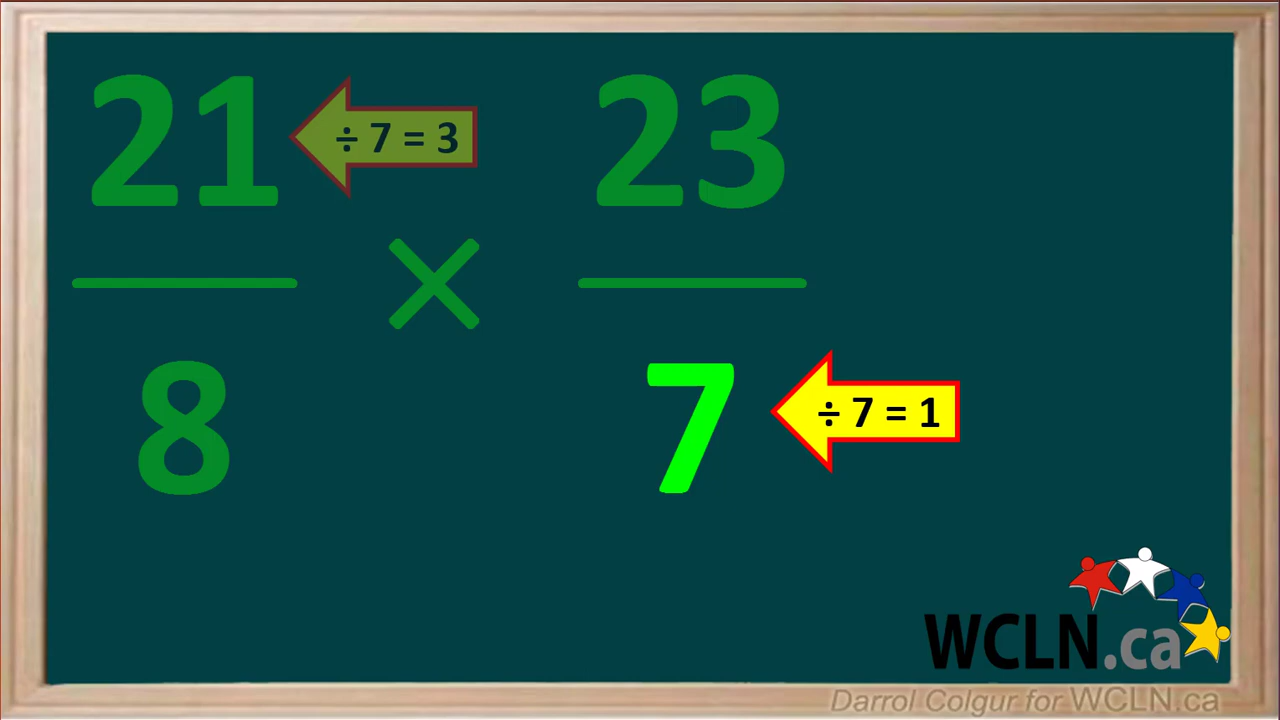 21 ÷ 7 = 3 23
×
8 7 ÷ 7 = 1
WCLN.ca
Darrol Colgur for WCLN.ca